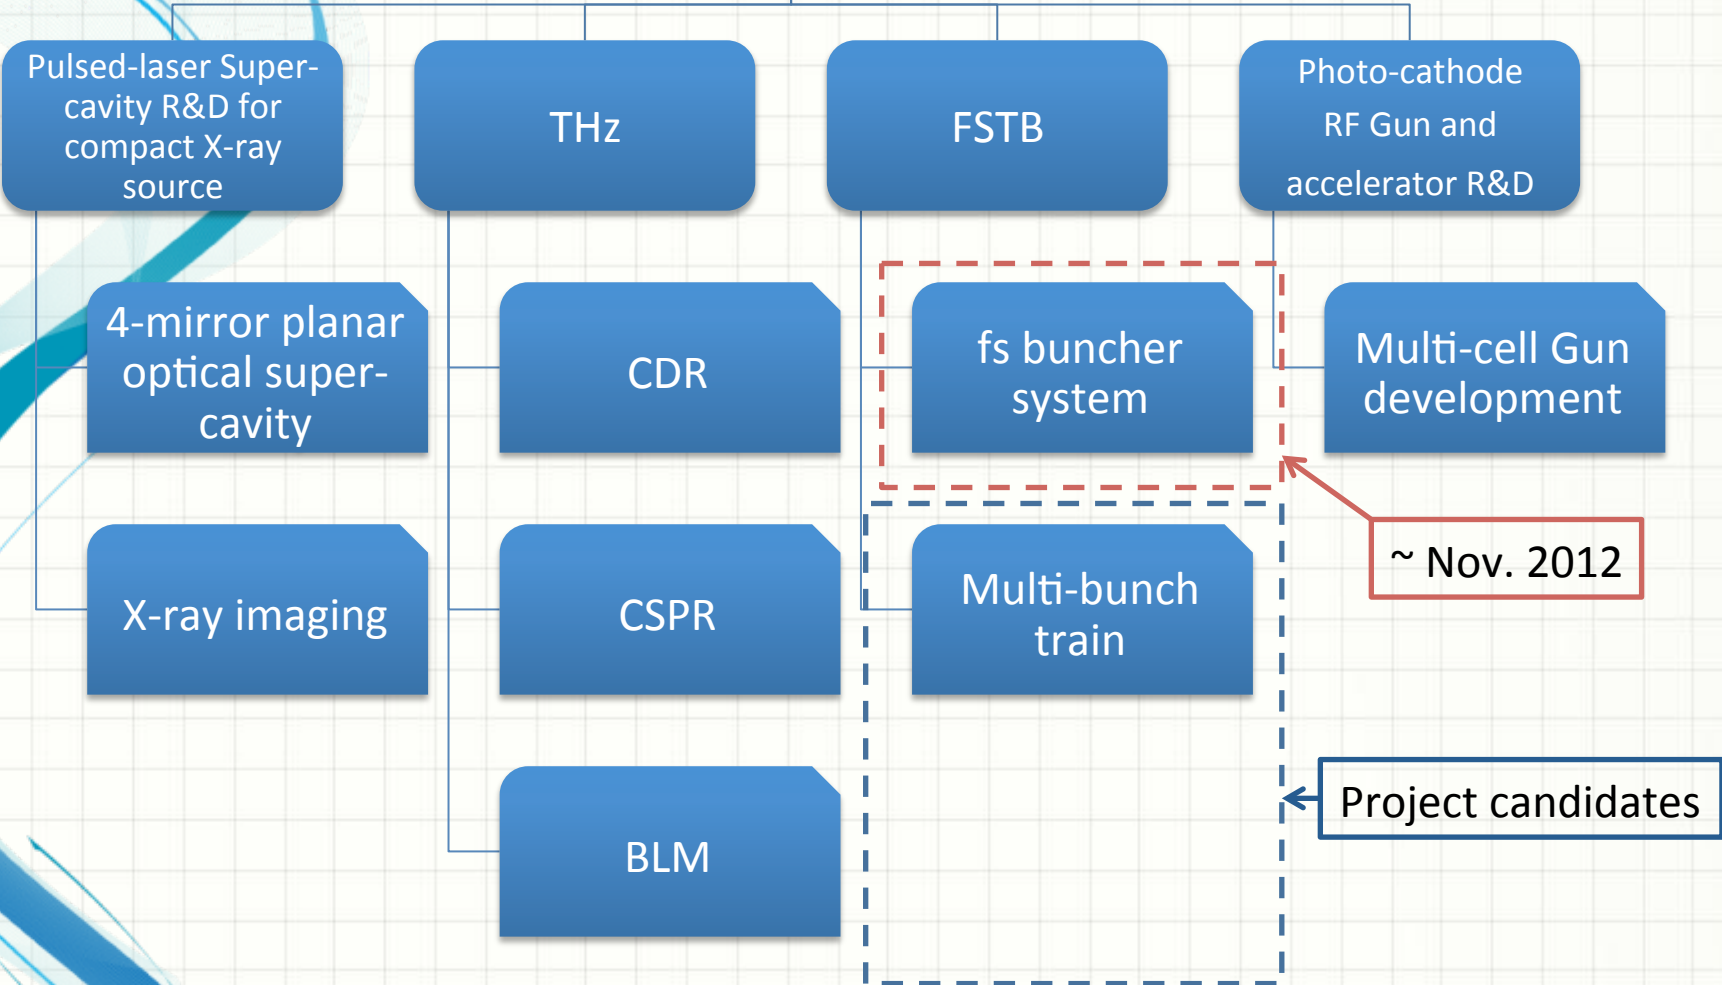 Pulsed-laser Super-
cavity R&D for
compact X-ray
source
THz
FSTB
Photo-cathode
RF Gun and
accelerator R&D
4-mirror planar
optical super-
cavity
CDR
fs buncher
system
Multi-cell Gun
development
~ Nov. 2012
X-ray imaging
CSPR
Multi-bunch
train
Project candidates
BLM